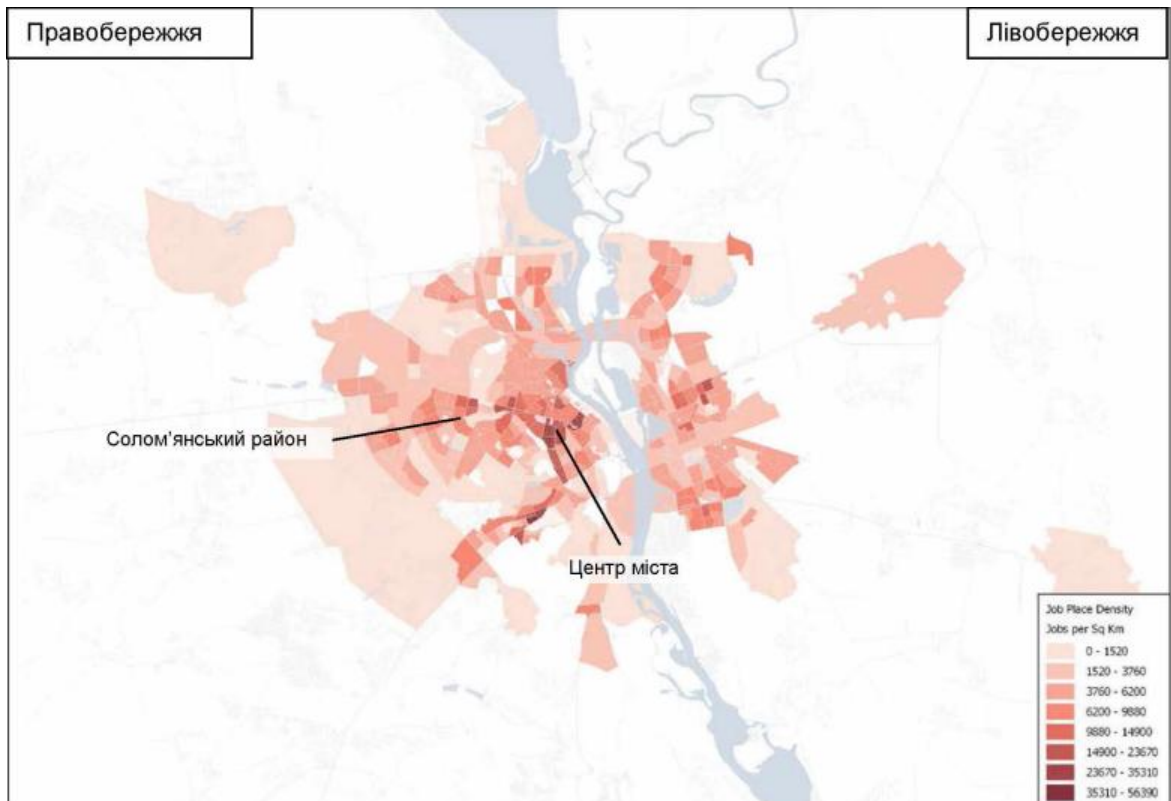 Правобережжя
Лівобережжя
Солом'янський район
Центр міста
Job Place Density
Jobs per Sq Km
0 - 1520
1520 - 3760
3760 - 6200
6200 - 9880
9880 - 14900
14900 - 23670
23670 - 35310
35310 - 56390